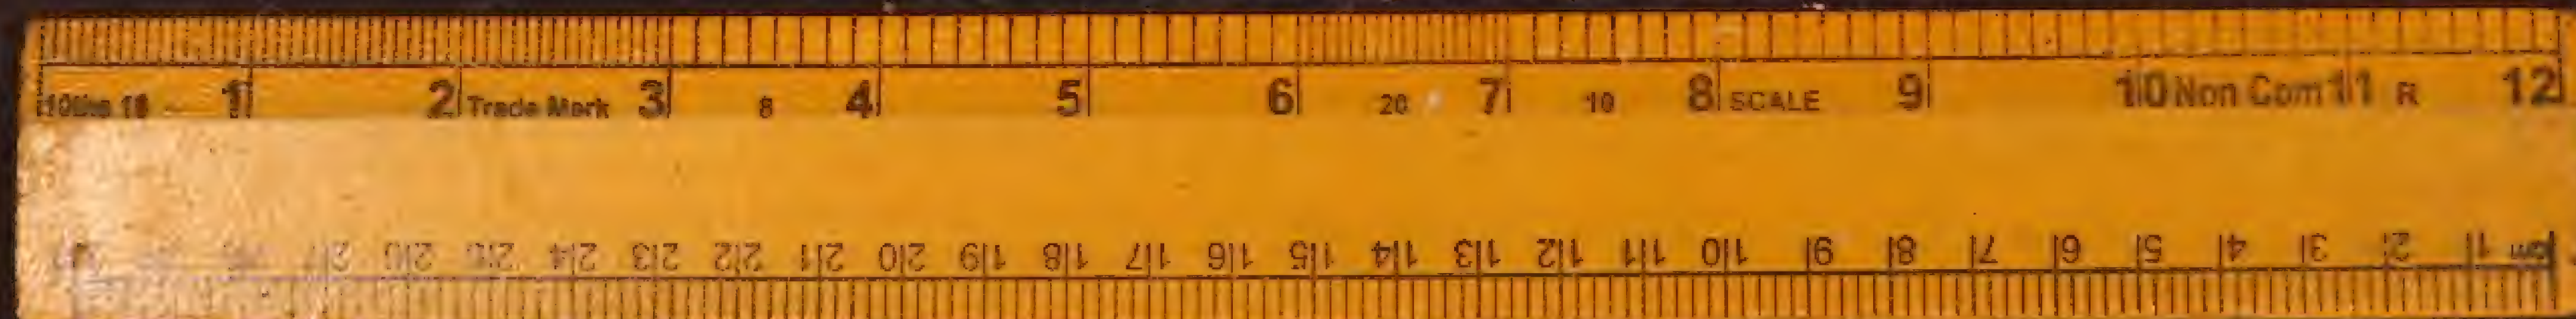 10ths 16 1 2 Trade Mark 3 8 4 5 6 20 7 10 8 SCALE 9 10 Non Com 11 R 12
cm 1 2 3 4 5 6 7 8 9 10 11 12 13 14 15 16 17 18 19 20 21 22 23 24 25 26 27